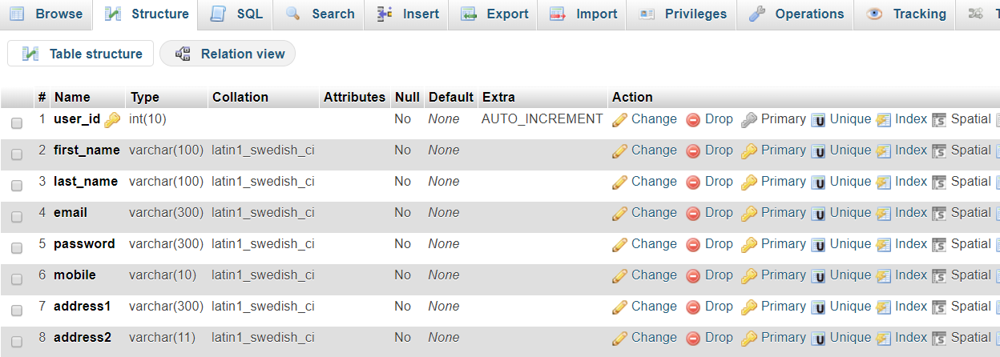 Browse Structure SQL Search Insert Export Import Privileges Operations Tracking
Table structure Relation view
# Name Type Collation Attributes Null Default Extra Action
1 user_id int(10) No None AUTO_INCREMENT Change Drop Primary U Unique Index S Spatial
2 first_name varchar(100) latin1_swedish_ci No None Change Drop Primary U Unique Index S Spatial
3 last_name varchar(100) latin1_swedish_ci No None Change Drop Primary U Unique Index S Spatial
4 email varchar(300) latin1_swedish_ci No None Change Drop Primary U Unique Index S Spatial
5 password varchar(300) latin1_swedish_ci No None Change Drop Primary U Unique Index S Spatial
6 mobile varchar(10) latin1_swedish_ci No None Change Drop Primary U Unique Index S Spatial
7 address1 varchar(300) latin1_swedish_ci No None Change Drop Primary U Unique Index S Spatial
8 address2 varchar(11) latin1_swedish_ci No None Change Drop Primary U Unique Index S Spatial